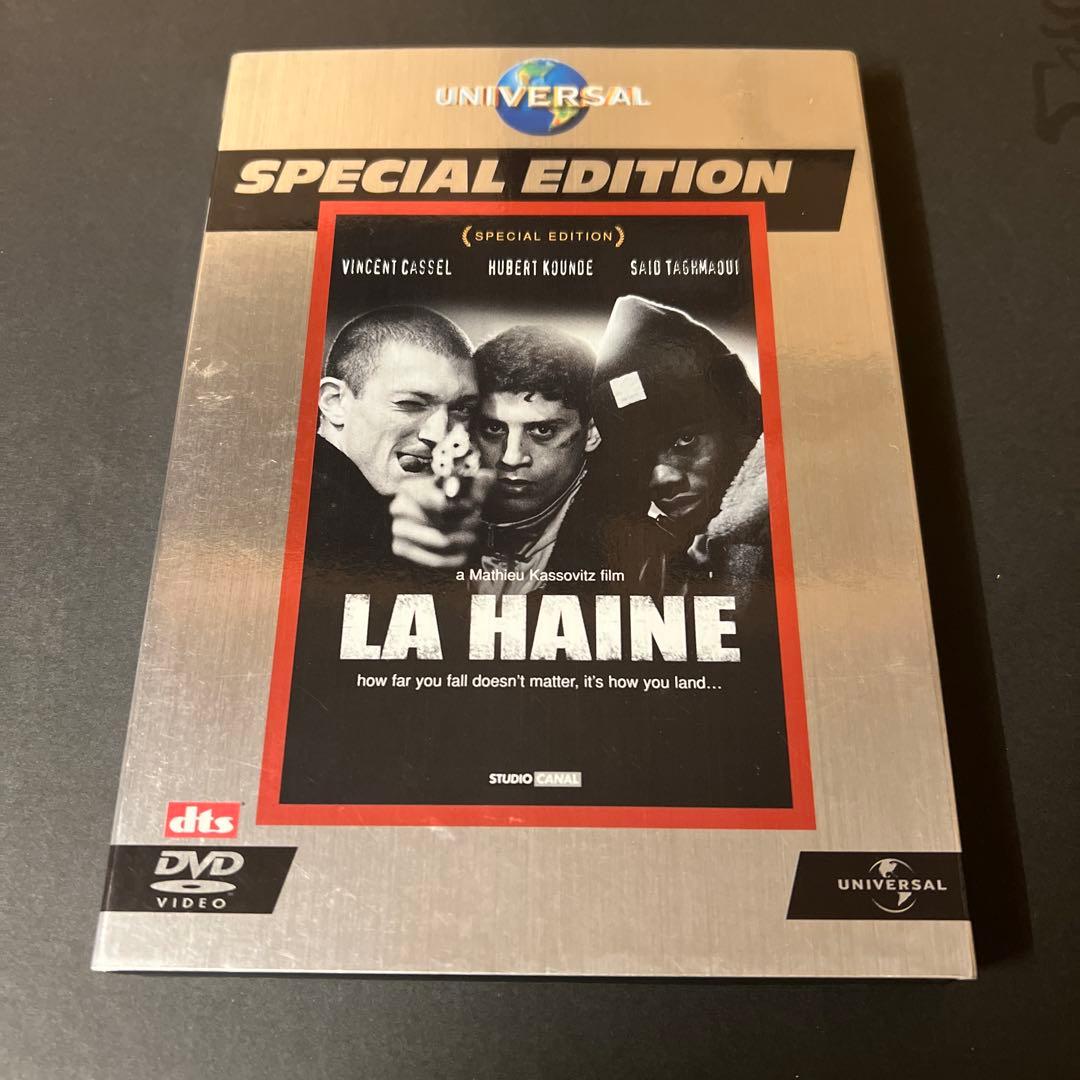 UNIVERSAL
SPECIAL EDITION
(SPECIAL EDITION)
VINCENT CASSEL HUBERT KOUNDE SAID TAGHMAOUI
a Mathieu Kassovitz film
LA HAINE
how far you fall doesn't matter, it's how you land...
STUDIO CANAL
dts
DVD
VIDEO
UNIVERSAL